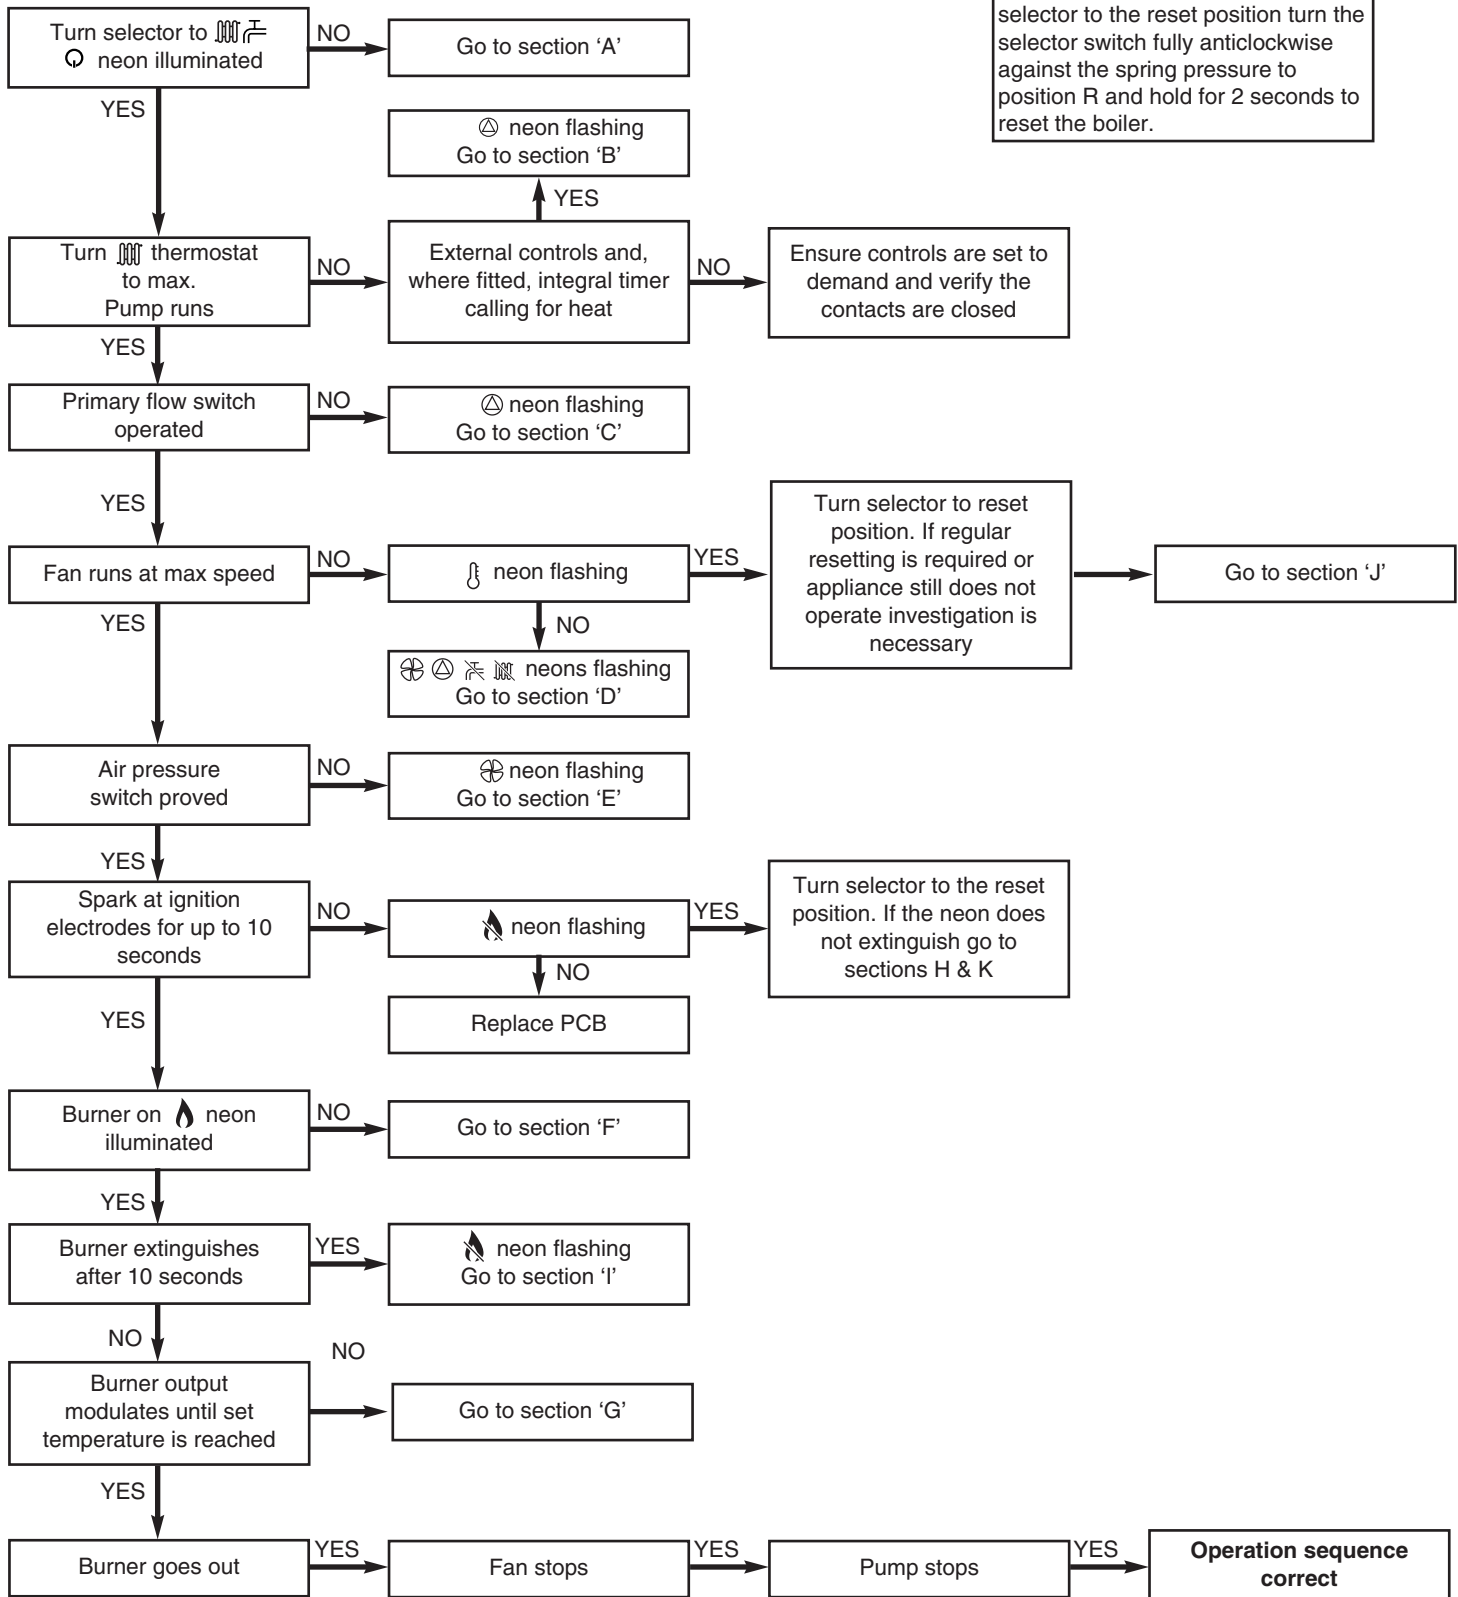 Turn selector to
neon illuminated
NO
Go to section ‘A’
selector to the reset position turn the
selector switch fully anticlockwise
against the spring pressure to
position R and hold for 2 seconds to
reset the boiler.
YES
neon flashing
Go to section ‘B’
YES
Turn thermostat
to max.
Pump runs
NO
External controls and,
where fitted, integral timer
calling for heat
NO
Ensure controls are set to
demand and verify the
contacts are closed
YES
Primary flow switch
operated
NO
neon flashing
Go to section ‘C’
YES
Fan runs at max speed
NO
neon flashing
YES
Turn selector to reset
position. If regular
resetting is required or
appliance still does not
operate investigation is
necessary
Go to section ‘J’
YES
NO
neons flashing
Go to section ‘D’
Air pressure
switch proved
NO
neon flashing
Go to section ‘E’
YES
Spark at ignition
electrodes for up to 10
seconds
NO
neon flashing
YES
Turn selector to the reset
position. If the neon does
not extinguish go to
sections H & K
NO
Replace PCB
YES
Burner on neon
illuminated
NO
Go to section ‘F’
YES
Burner extinguishes
after 10 seconds
YES
neon flashing
Go to section ‘I’
NO
NO
Burner output
modulates until set
temperature is reached
Go to section ‘G’
YES
Burner goes out
YES
Fan stops
YES
Pump stops
YES
Operation sequence
correct